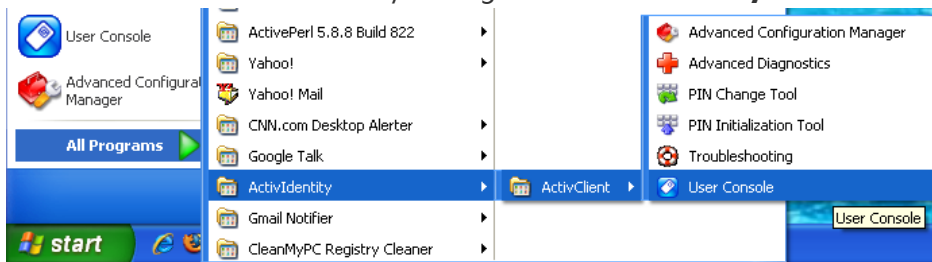 User Console
Advanced Configurat
Manager
All Programs
start
ActivePerl 5.8.8 Build 822
Yahoo!
Yahoo! Mail
CNN.com Desktop Alerter
Google Talk
ActivIdentity
Gmail Notifier
CleanMyPC Registry Cleaner
ActivClient
Advanced Configuration Manager
Advanced Diagnostics
PIN Change Tool
PIN Initialization Tool
Troubleshooting
User Console
User Console